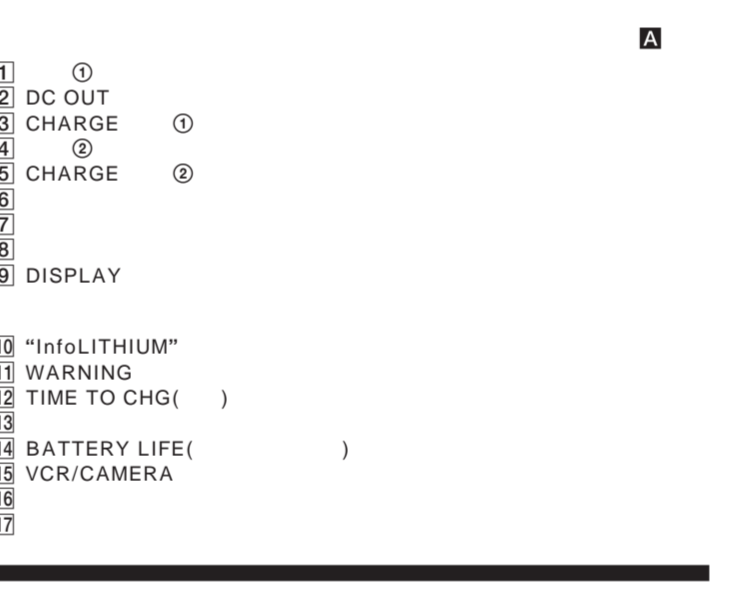 A
1 ①
2 DC OUT
3 CHARGE ①
4 ②
5 CHARGE ②
6
7
8
9 DISPLAY
10 “InfoLITHIUM”
11 WARNING
12 TIME TO CHG( )
13
14 BATTERY LIFE( )
15 VCR/CAMERA
16
17